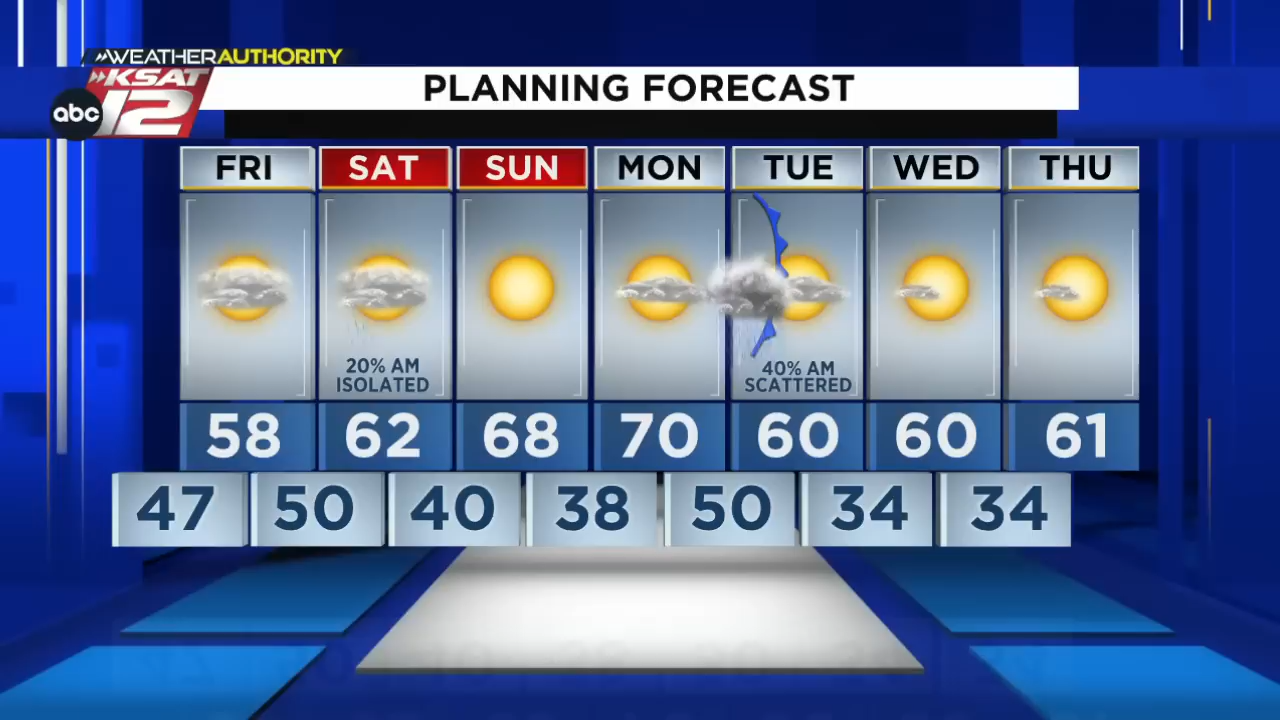 WEATHERAUTHORITY
KSAT
abc 12
PLANNING FORECAST
FRI SAT SUN MON TUE WED THU
20% AM
ISOLATED
40% AM
SCATTERED
58 62 68 70 60 60 61
47 50 40 38 50 34 34